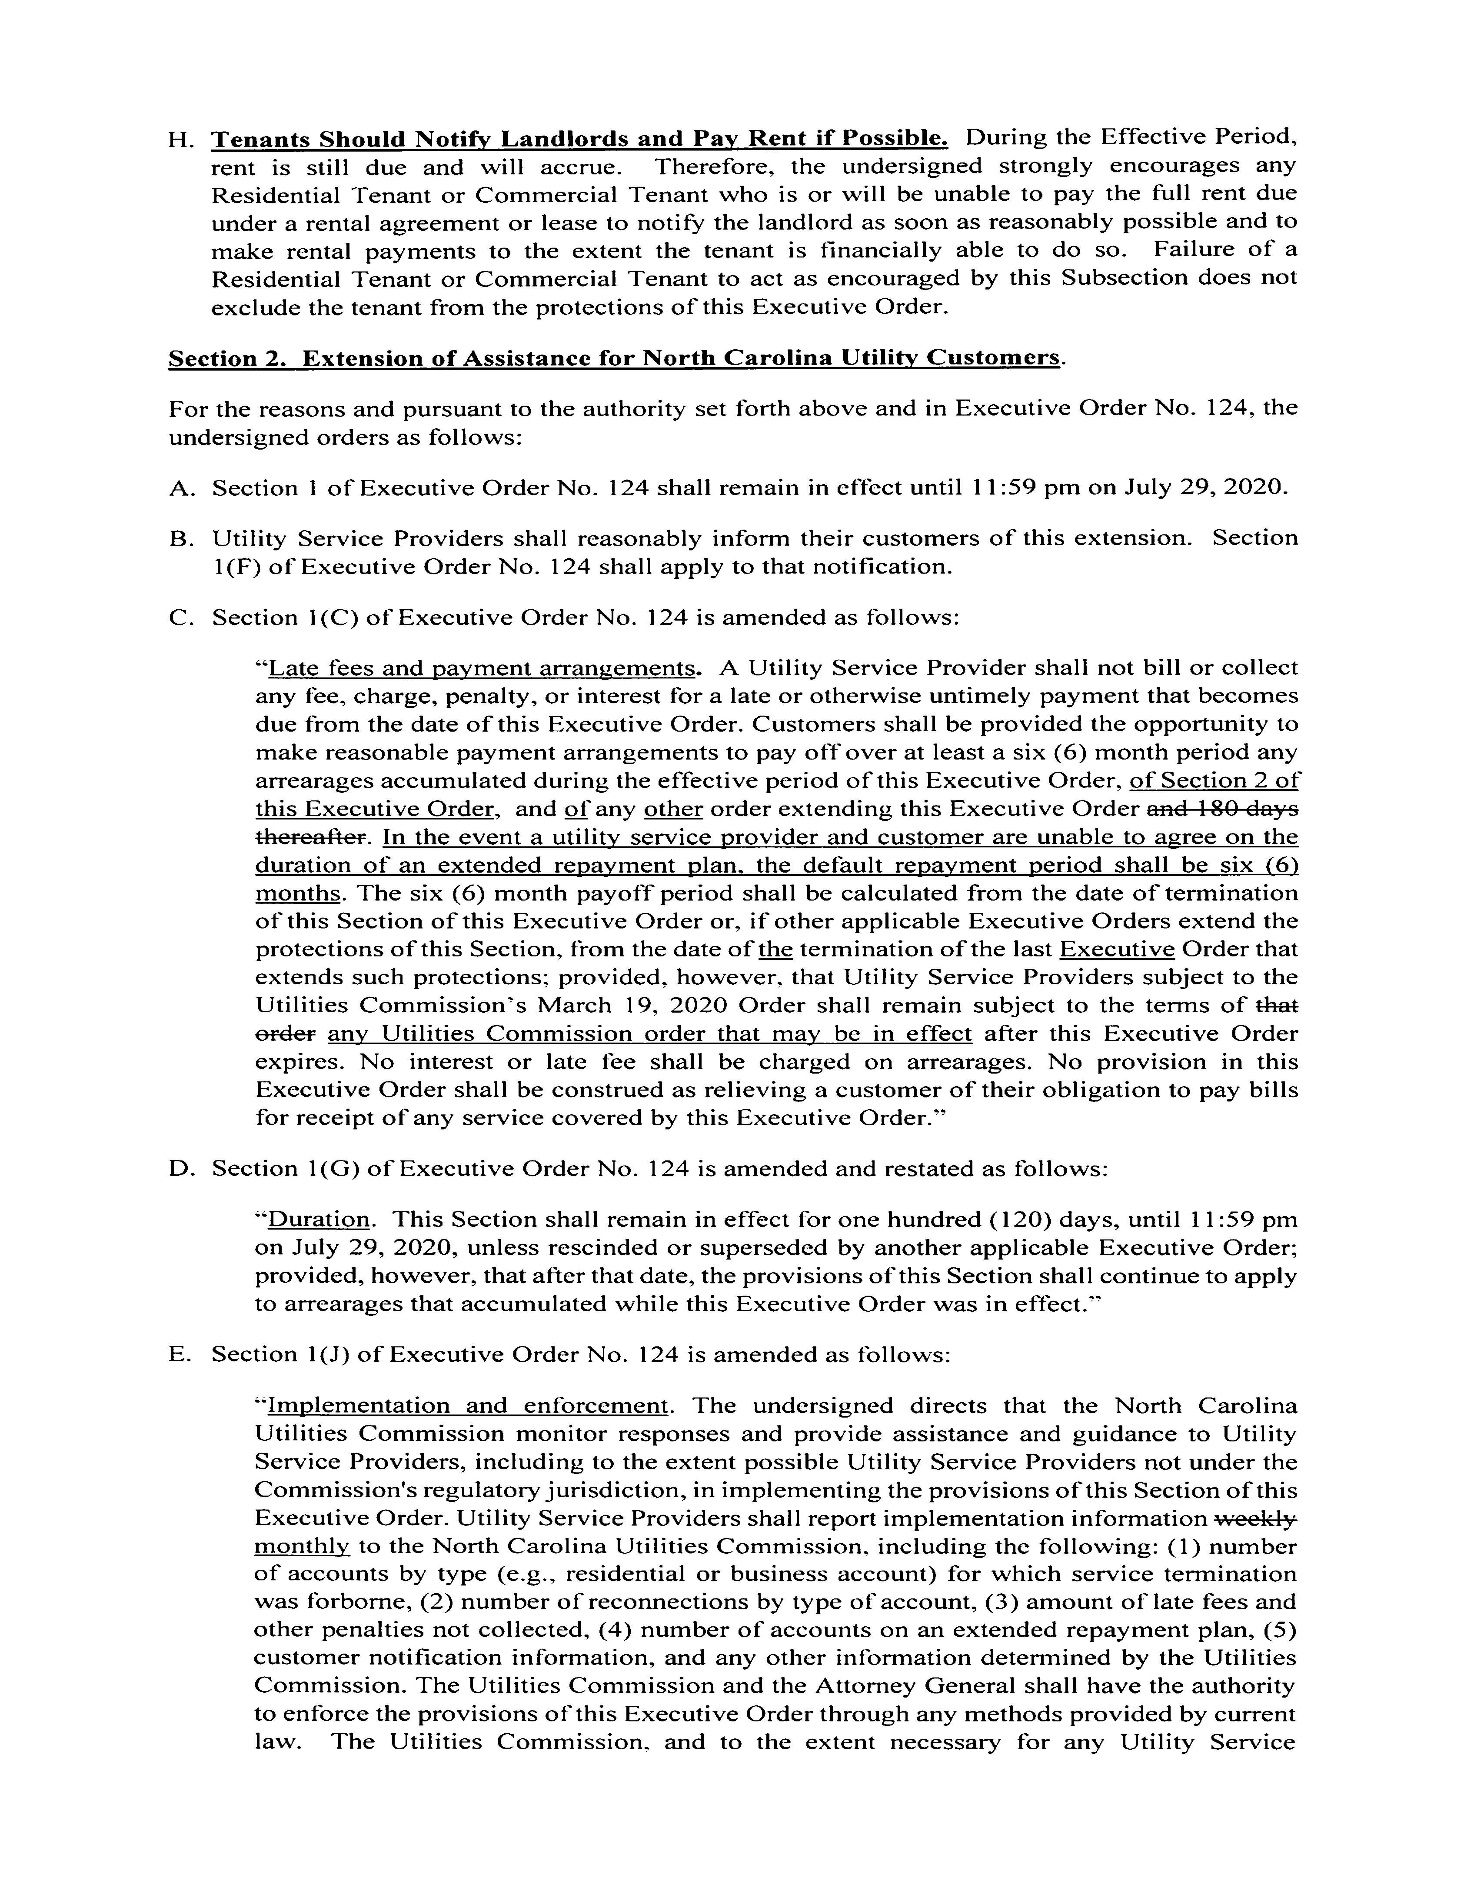 H. Tenants Should Notify Landlords and Pay Rent if Possible. During the Effective Period,
rent is still due and will accrue. Therefore, the undersigned strongly encourages any
Residential Tenant or Commercial Tenant who is or will be unable to pay the full rent due
under a rental agreement or lease to notify the landlord as soon as reasonably possible and to
make rental payments to the extent the tenant is financially able to do so. Failure of a
Residential Tenant or Commercial Tenant to act as encouraged by this Subsection does not
exclude the tenant from the protections of this Executive Order.
Section 2. Extension of Assistance for North Carolina Utility Customers.
For the reasons and pursuant to the authority set forth above and in Executive Order No. 124, the
undersigned orders as follows:
A. Section 1 of Executive Order No. 124 shall remain in effect until 11:59 pm on July 29, 2020.
B. Utility Service Providers shall reasonably inform their customers of this extension. Section
1(F) of Executive Order No. 124 shall apply to that notification.
C. Section 1(C) of Executive Order No. 124 is amended as follows:
“Late fees and payment arrangements. A Utility Service Provider shall not bill or collect
any fee, charge, penalty, or interest for a late or otherwise untimely payment that becomes
due from the date of this Executive Order. Customers shall be provided the opportunity to
make reasonable payment arrangements to pay off over at least a six (6) month period any
arrearages accumulated during the effective period of this Executive Order, of Section 2 of
this Executive Order, and of any other order extending this Executive Order and 180 days
thereafter. In the event a utility service provider and customer are unable to agree on the
duration of an extended repayment plan, the default repayment period shall be six (6)
months. The six (6) month payoff period shall be calculated from the date of termination
of this Section of this Executive Order or, if other applicable Executive Orders extend the
protections of this Section, from the date of the termination of the last Executive Order that
extends such protections; provided, however, that Utility Service Providers subject to the
Utilities Commission's March 19, 2020 Order shall remain subject to the terms of that
order any Utilities Commission order that may be in effect after this Executive Order
expires. No interest or late fee shall be charged on arrearages. No provision in this
Executive Order shall be construed as relieving a customer of their obligation to pay bills
for receipt of any service covered by this Executive Order.”
D. Section 1(G) of Executive Order No. 124 is amended and restated as follows:
“Duration. This Section shall remain in effect for one hundred (120) days, until 11:59 pm
on July 29, 2020, unless rescinded or superseded by another applicable Executive Order;
provided, however, that after that date, the provisions of this Section shall continue to apply
to arrearages that accumulated while this Executive Order was in effect.”
E. Section 1(J) of Executive Order No. 124 is amended as follows:
“Implementation and enforcement. The undersigned directs that the North Carolina
Utilities Commission monitor responses and provide assistance and guidance to Utility
Service Providers, including to the extent possible Utility Service Providers not under the
Commission's regulatory jurisdiction, in implementing the provisions of this Section of this
Executive Order. Utility Service Providers shall report implementation information weekly
monthly to the North Carolina Utilities Commission, including the following: (1) number
of accounts by type (e.g., residential or business account) for which service termination
was forborne, (2) number of reconnections by type of account, (3) amount of late fees and
other penalties not collected, (4) number of accounts on an extended repayment plan, (5)
customer notification information, and any other information determined by the Utilities
Commission. The Utilities Commission and the Attorney General shall have the authority
to enforce the provisions of this Executive Order through any methods provided by current
law. The Utilities Commission, and to the extent necessary for any Utility Service